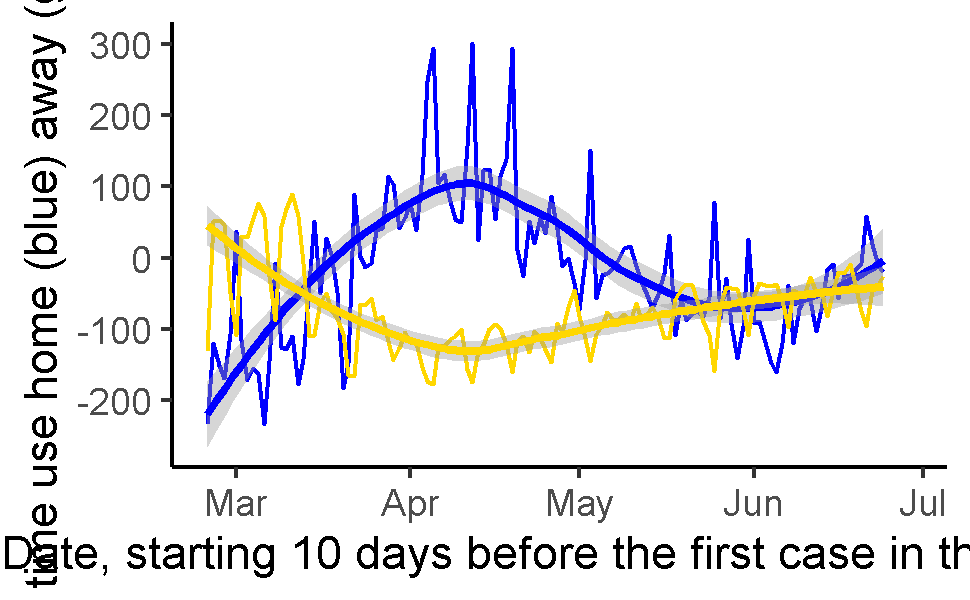 time use home (blue) away (
300
200
100
0
-100
-200
Mar Apr May Jun Jul
Date, starting 10 days before the first case in th